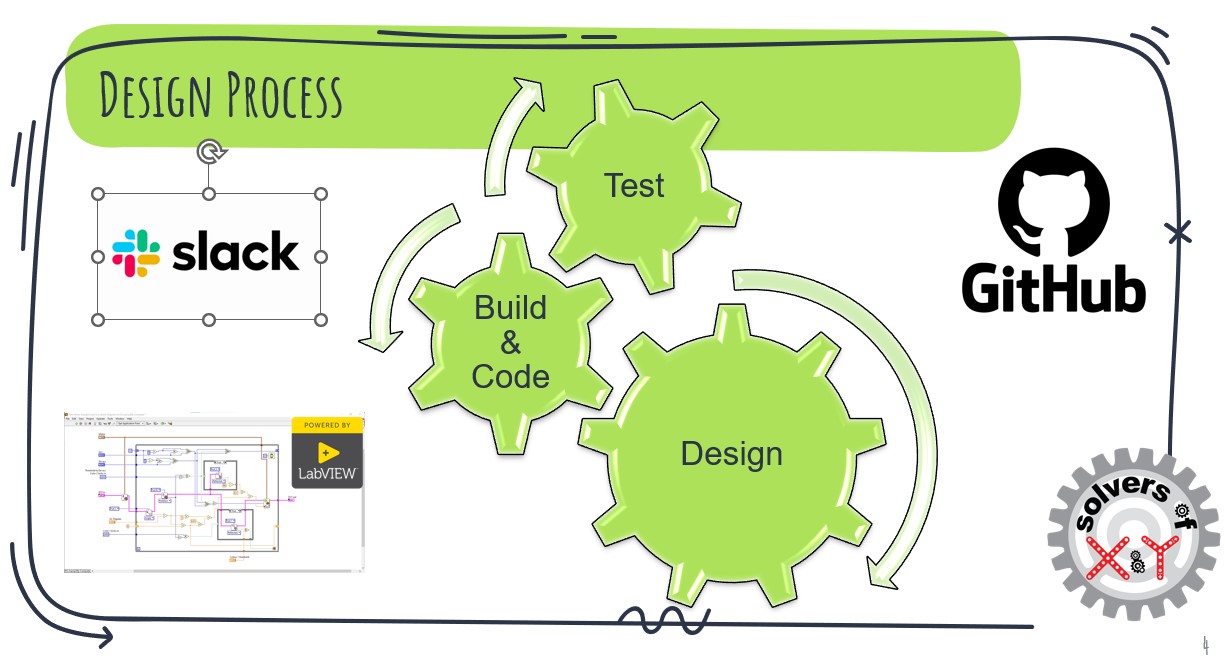 Design Process
Test
slack
GitHub
Build
&
Code
Design
POWERED BY
LabVIEW
solvers of
X Y
4